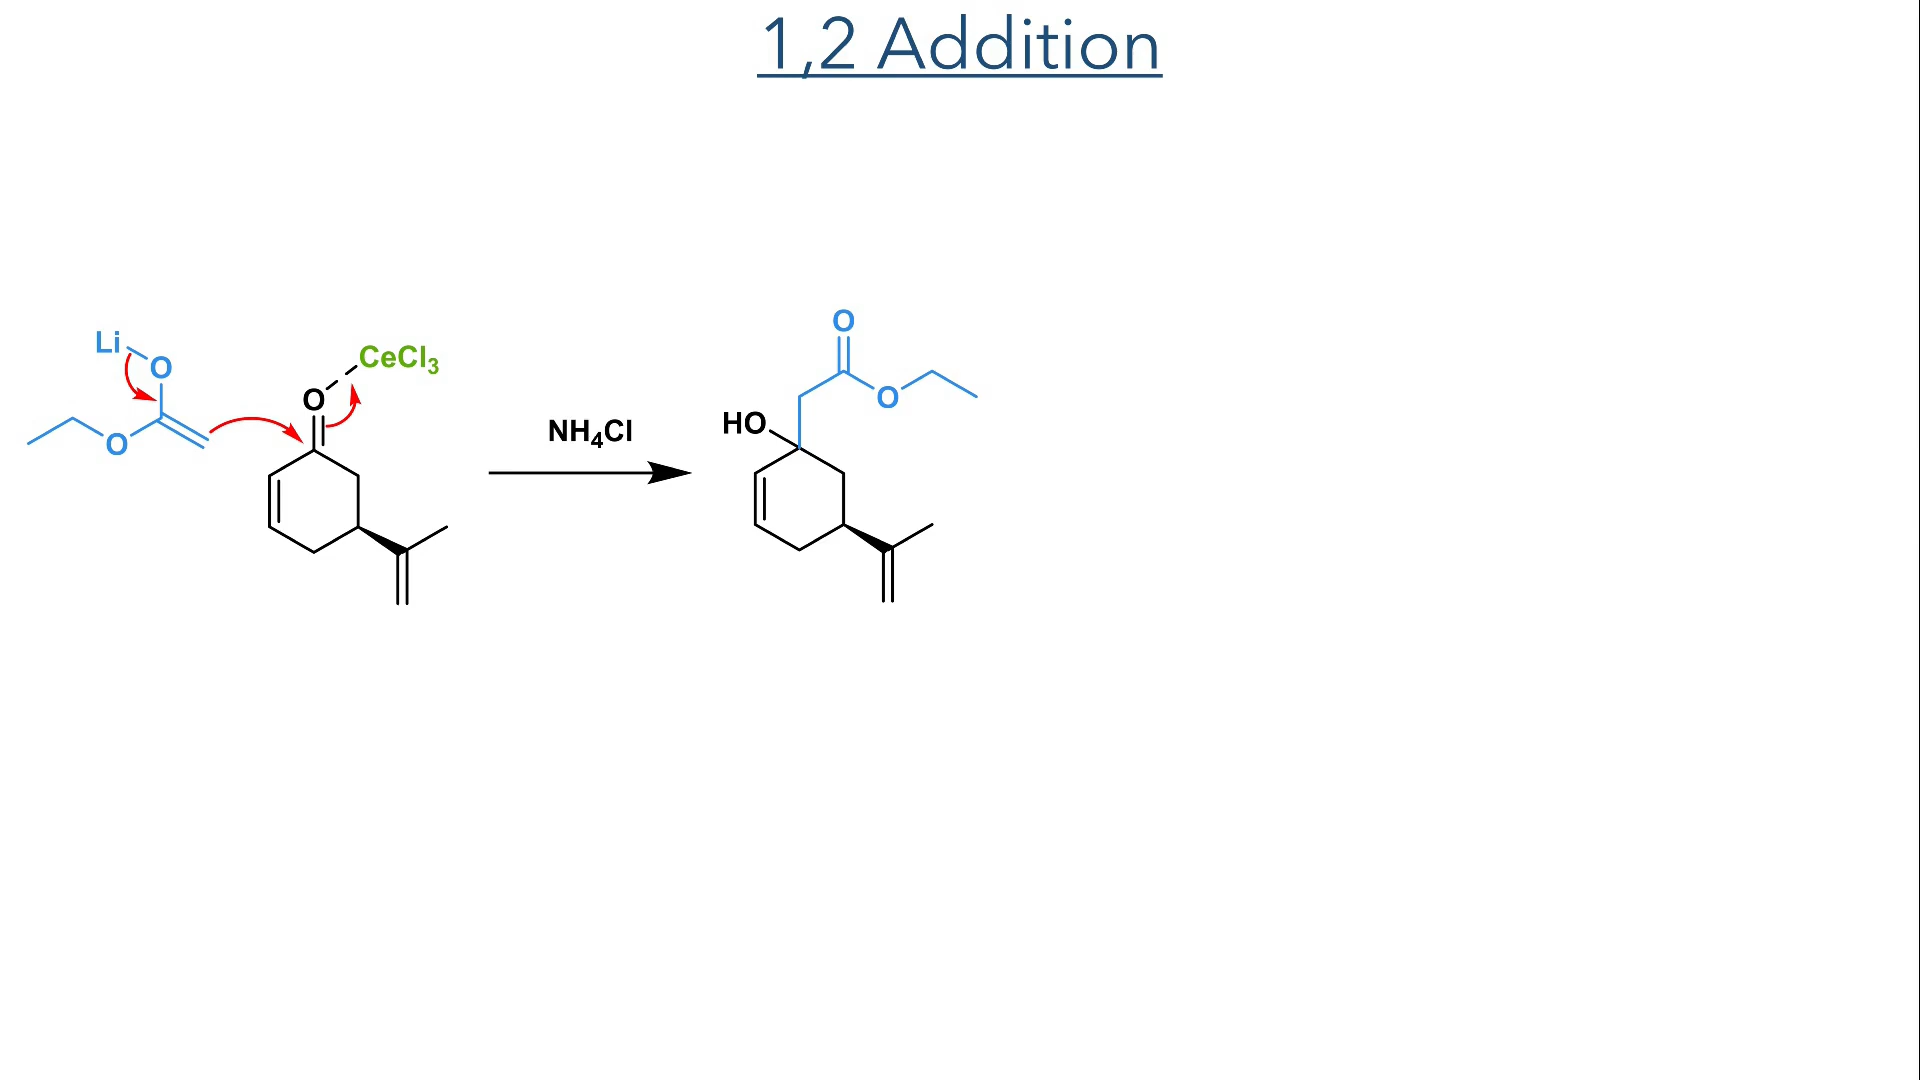 1,2 Addition
Li
O
O
CeCl3
O
NH4Cl
O
O
HO